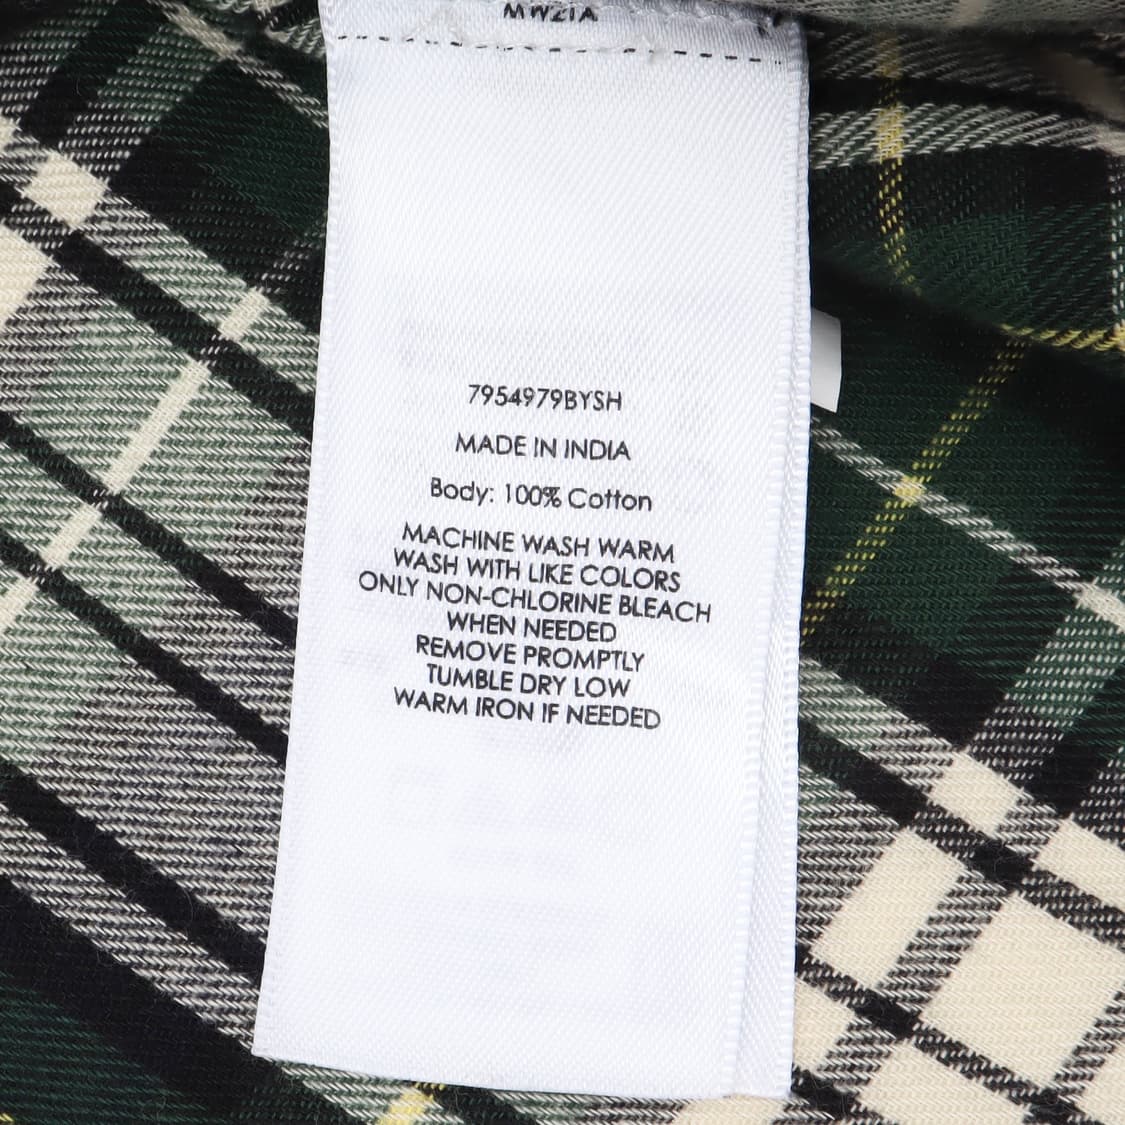 7954979BYSH
MADE IN INDIA
Body: 100% Cotton
MACHINE WASH WARM
WASH WITH LIKE COLORS
ONLY NON-CHLORINE BLEACH
WHEN NEEDED
REMOVE PROMPTLY
TUMBLE DRY LOW
WARM IRON IF NEEDED